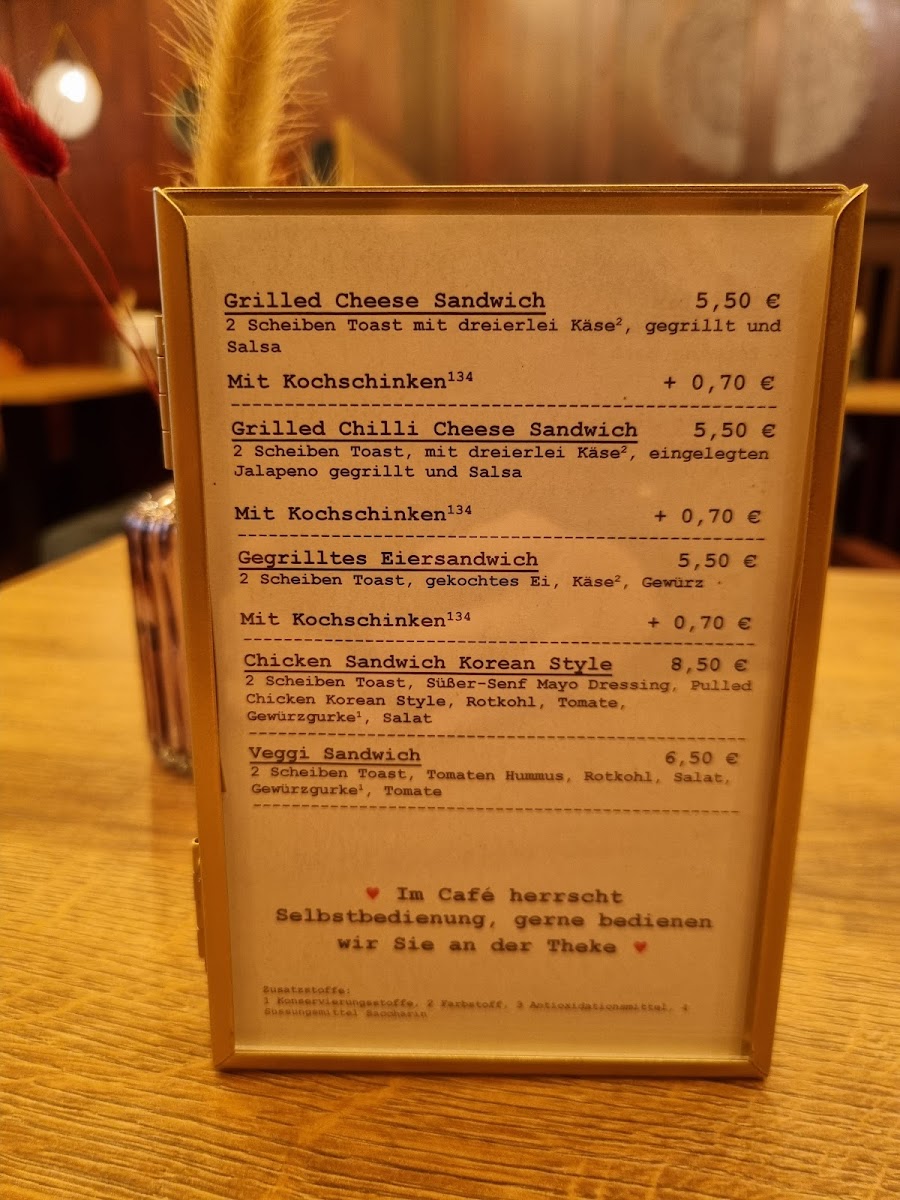 Grilled Cheese Sandwich 5,50 €
2 Scheiben Toast mit dreierlei Käse², gegrillt und
Salsa
Mit Kochschinken¹³⁴ + 0,70 €
Grilled Chilli Cheese Sandwich 5,50 €
2 Scheiben Toast, mit dreierlei Käse², eingelegten
Jalapeno gegrillt und Salsa
Mit Kochschinken¹³⁴ + 0,70 €
Gegrilltes Eiersandwich 5,50 €
2 Scheiben Toast, gekochtes Ei, Käse², Gewürz
Mit Kochschinken¹³⁴ + 0,70 €
Chicken Sandwich Korean Style 8,50 €
2 Scheiben Toast, Süßer-Senf Mayo Dressing, Pulled
Chicken Korean Style, Rotkohl, Tomate,
Gewürzgurke¹, Salat
Veggi Sandwich 6,50 €
2 Scheiben Toast, Tomaten Hummus, Rotkohl, Salat,
Gewürzgurke¹, Tomate
♥ Im Café herrscht
Selbstbedienung, gerne bedienen
wir Sie an der Theke ♥
Zusatzstoffe:
1 Konservierungsstoffe, 2 Farbstoff, 3 Antioxidationsmittel, 4
Süssungsmittel Saccharin